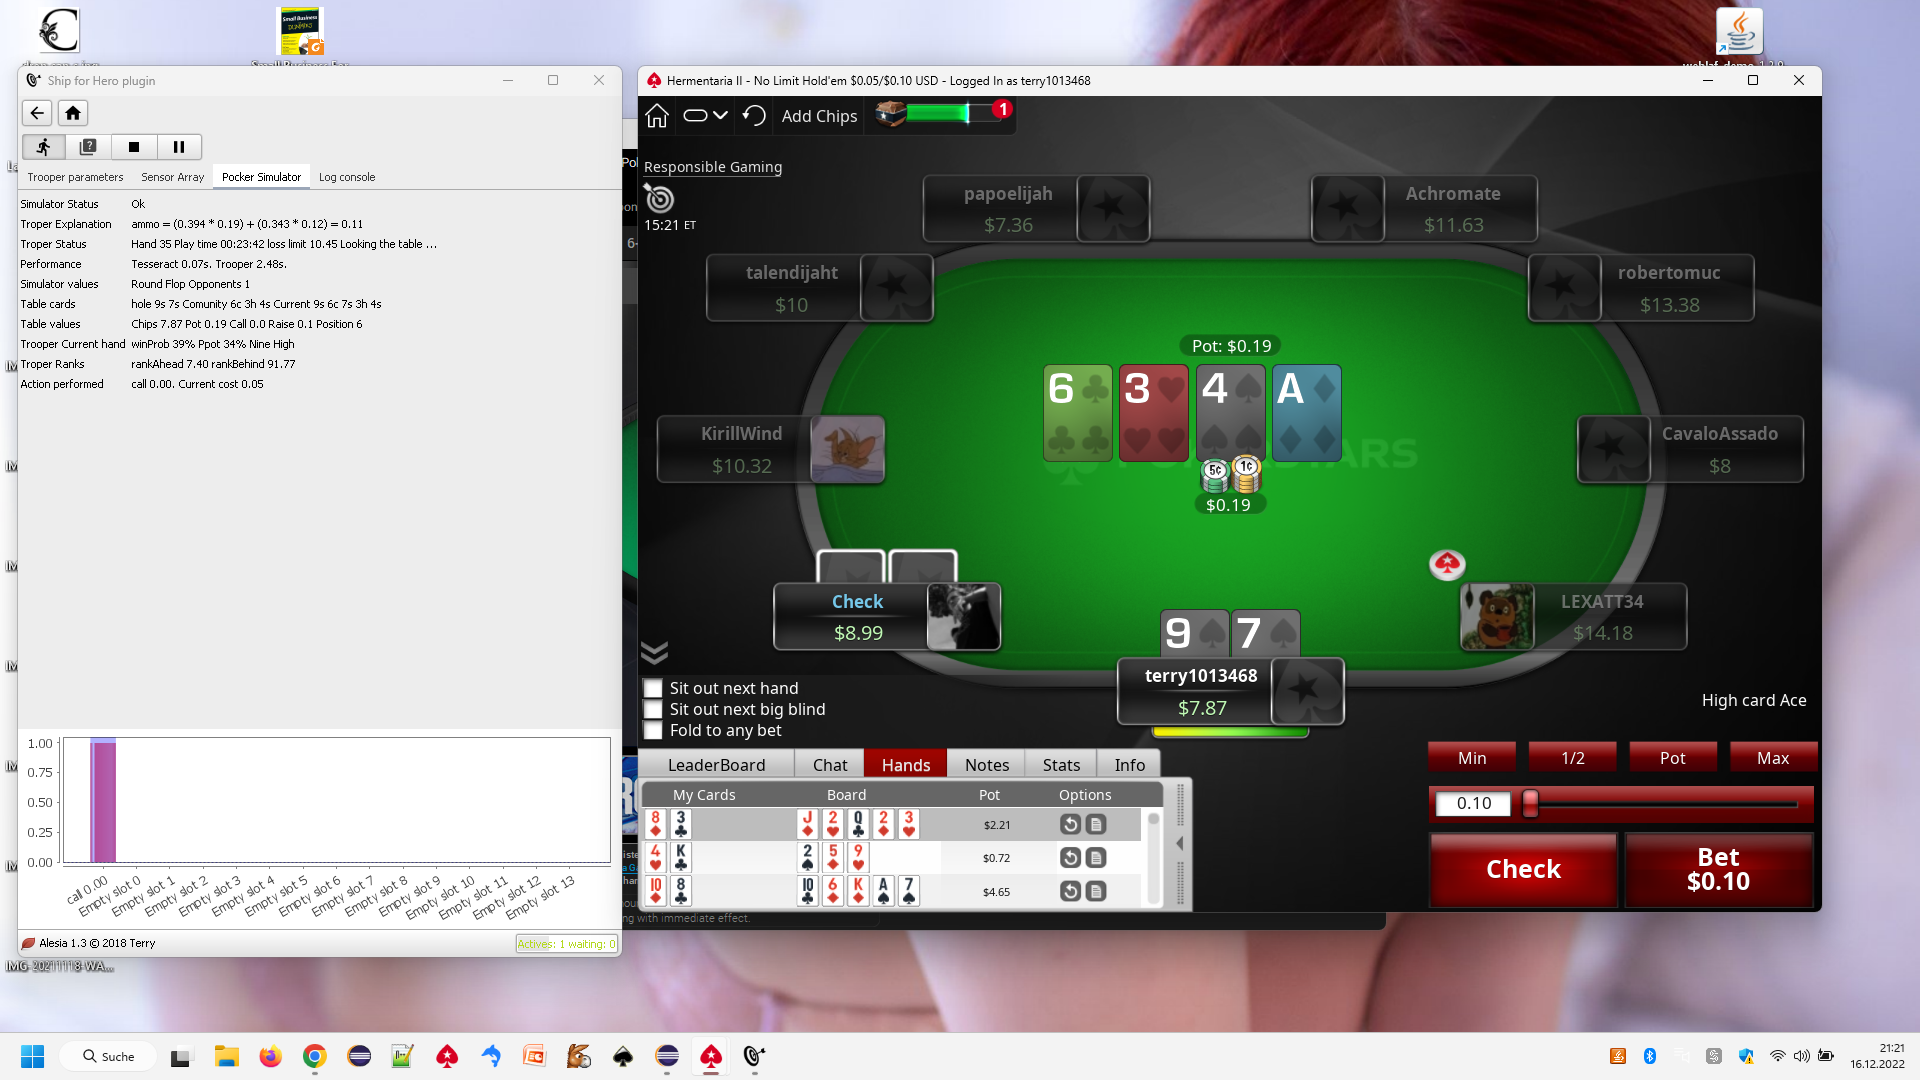 Ship for Hero plugin
Trooper parameters
Sensor Array
Pocker Simulator
Log console
Simulator Status Ok
Troper Explanation ammo = (0.394 * 0.19) + (0.343 * 0.12) = 0.11
Troper Status Hand 35 Play time 00:23:42 loss limit 10.45 Looking the table ...
Performance Tesseract 0.07s. Trooper 2.48s.
Simulator values Round Flop Opponents 1
Table cards hole 9s 7s Comunity 6c 3h 4s Current 9s 6c 7s 3h 4s
Table values Chips 7.87 Pot 0.19 Call 0.0 Raise 0.1 Position 6
Trooper Current hand winProb 39% Ppot 34% Nine High
Troper Ranks rankAhead 7.40 rankBehind 91.77
Action performed call 0.00. Current cost 0.05
1.00
0.75
0.50
0.25
0.00
call 0.00
Empty slot 0
Empty slot 1
Empty slot 2
Empty slot 3
Empty slot 4
Empty slot 5
Empty slot 6
Empty slot 7
Empty slot 8
Empty slot 9
Empty slot 10
Empty slot 11
Empty slot 12
Empty slot 13
Alesia 1.3 © 2018 Terry
Actives: 1 waiting: 0
IMG-20211118-WA...
Hermentaria II - No Limit Hold'em $0.05/$0.10 USD - Logged In as terry1013468
Add Chips
1
Responsible Gaming
15:21 ET
papoelijah
$7.36
Achromate
$11.63
talendijaht
$10
robertomuc
$13.38
Pot: $0.19
6 3 4 A
KirillWind
$10.32
CavaloAssado
$8
5¢ 1¢
$0.19
Check
$8.99
9 7
LEXATT34
$14.18
terry1013468
$7.87
Sit out next hand
Sit out next big blind
Fold to any bet
High card Ace
Min
1/2
Pot
Max
0.10
Check
Bet
$0.10
LeaderBoard
Chat
Hands
Notes
Stats
Info
My Cards Board Pot Options
8 3 J 2 Q 2 3 $2.21
4 K 2 5 9 $0.72
10 8 10 6 K A 7 $4.65
ng with immediate effect.
Suche
21:21
16.12.2022